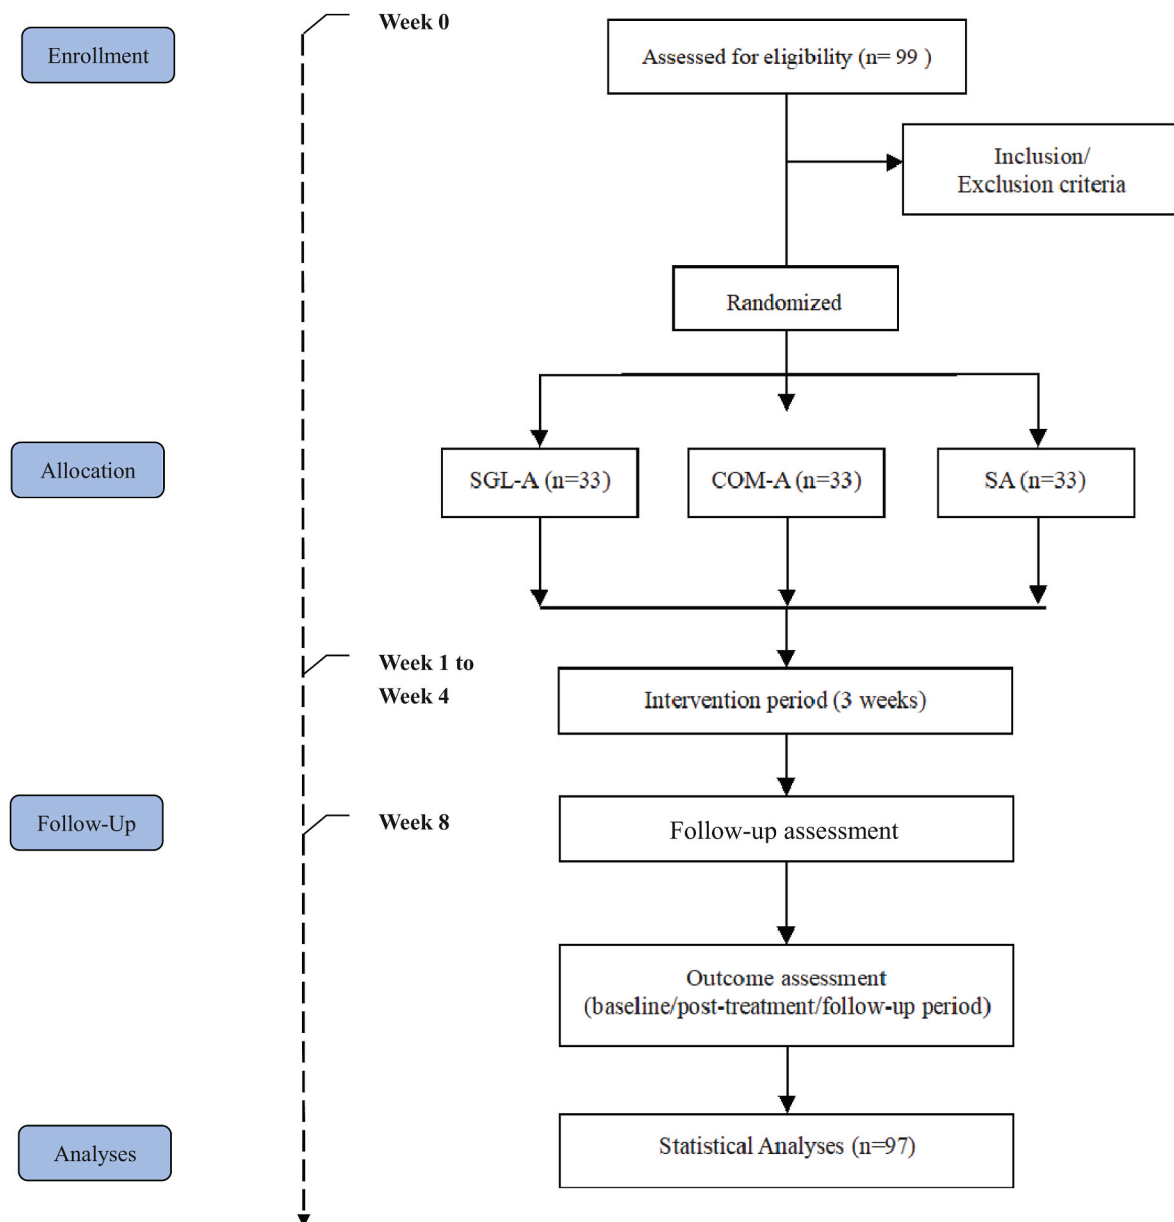 Week 0
Enrollment
Assessed for eligibility (n= 99 )
Inclusion/
Exclusion criteria
Randomized
Allocation
SGL-A (n=33)
COM-A (n=33)
SA (n=33)
Week 1 to
Week 4
Intervention period (3 weeks)
Follow-Up
Week 8
Follow-up assessment
Outcome assessment
(baseline/post-treatment/follow-up period)
Analyses
Statistical Analyses (n=97)